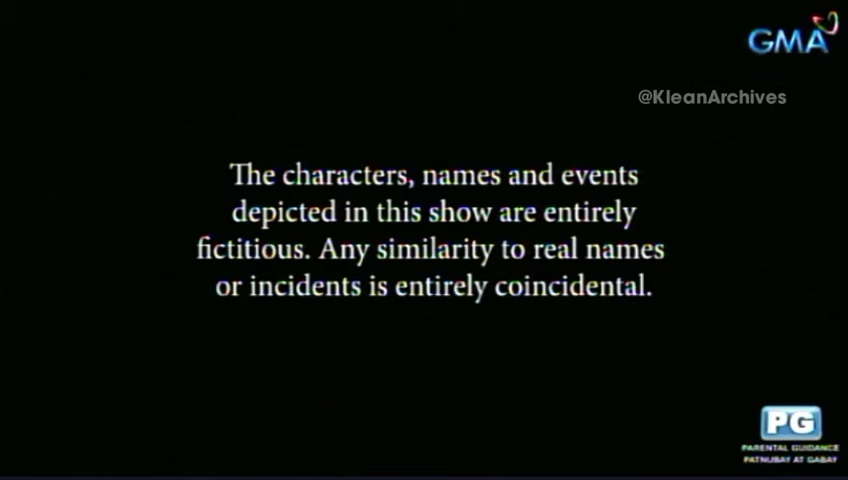 GMA
@KleanArchives
The characters, names and events
depicted in this show are entirely
fictitious. Any similarity to real names
or incidents is entirely coincidental.
PG
PARENTAL GUIDANCE
PATNUBAY AT GABAY